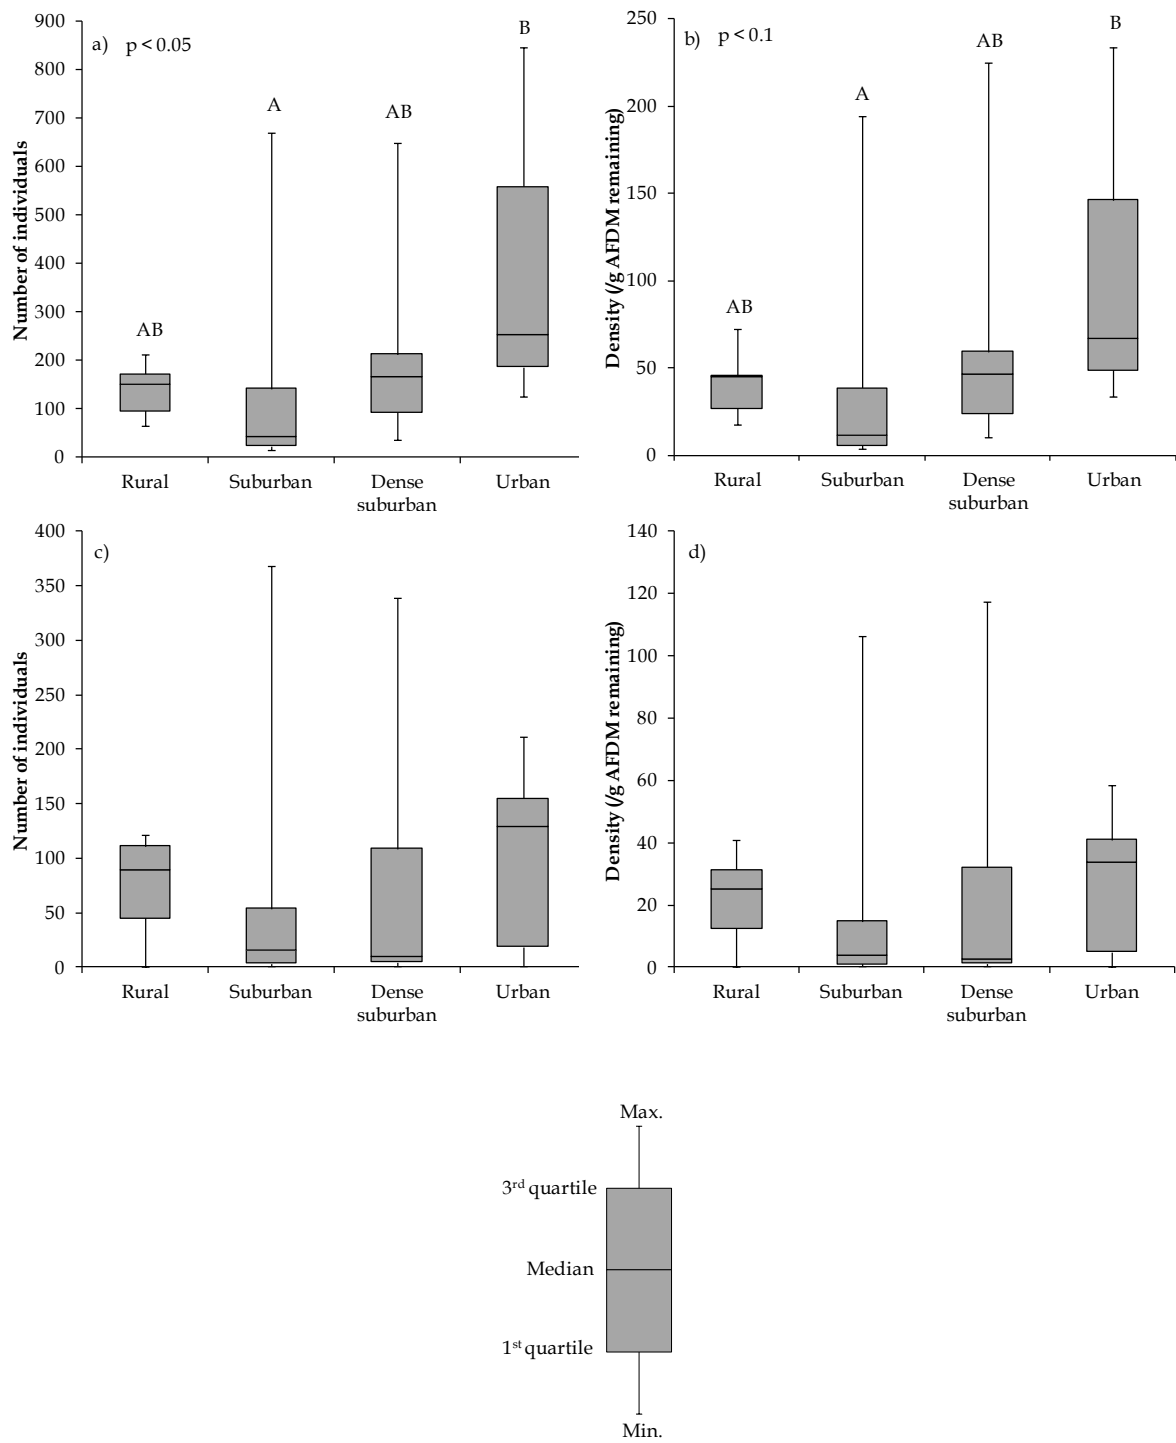 a) p < 0.05
Number of individuals
900
800
700
600
500
400
300
200
100
0
AB
A
AB
B
Rural
Suburban
Dense
suburban
Urban
b) p < 0.1
Density (/g AFDM remaining)
250
200
150
100
50
0
AB
A
AB
B
Rural
Suburban
Dense
suburban
Urban
c)
Number of individuals
400
350
300
250
200
150
100
50
0
Rural
Suburban
Dense
suburban
Urban
d)
Density (/g AFDM remaining)
140
120
100
80
60
40
20
0
Rural
Suburban
Dense
suburban
Urban
Max.
3rd quartile
Median
1st quartile
Min.